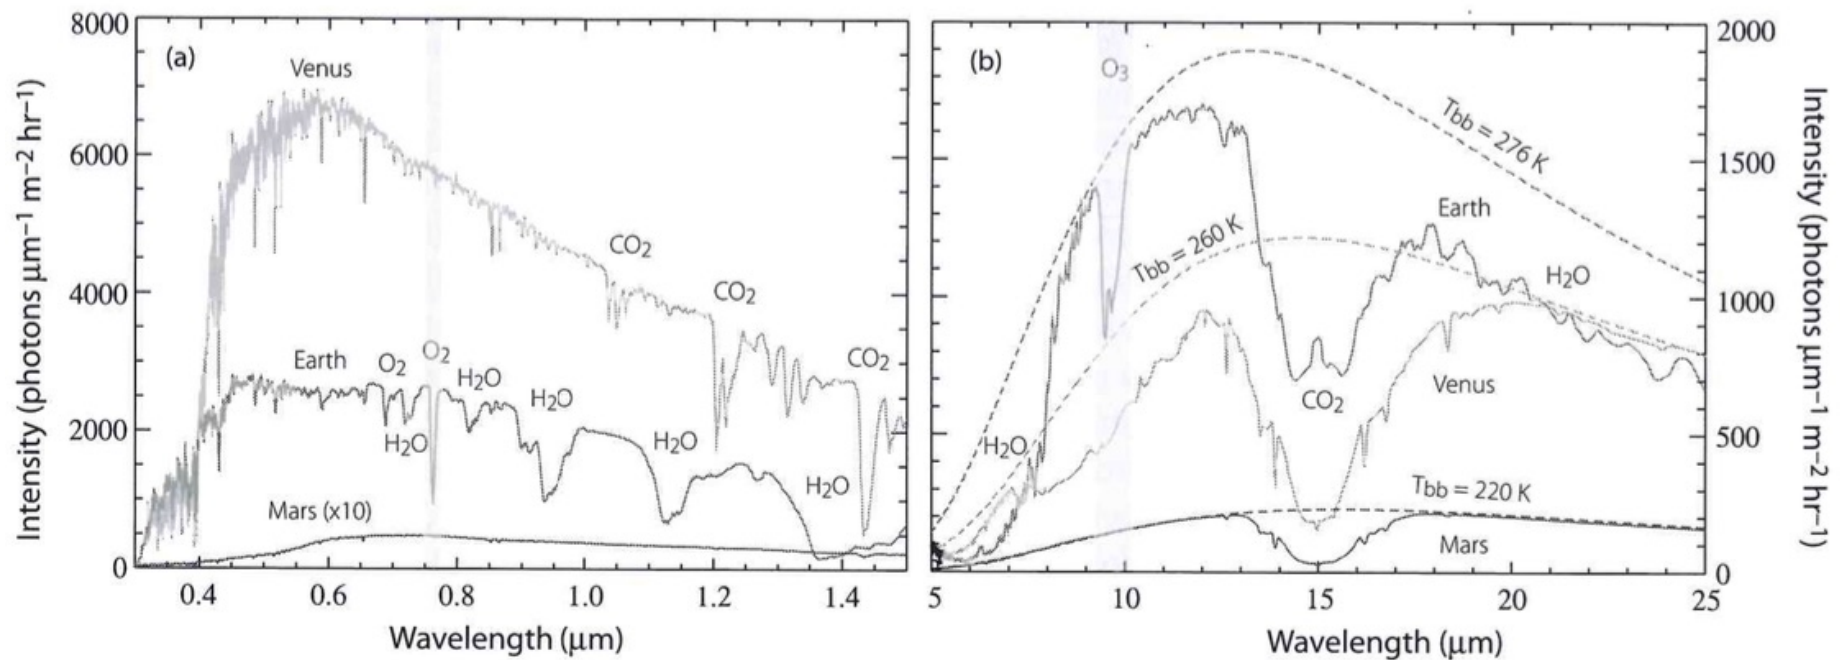 (a)
Venus
CO2
CO2
CO2
Earth
O2
O2
H2O
H2O
H2O
H2O
H2O
Mars (x10)
8000
6000
4000
2000
0
0.4 0.6 0.8 1.0 1.2 1.4
Wavelength (μm)
Intensity (photons μm−1 m−2 hr−1)
(b)
O3
Tbb = 276 K
Tbb = 260 K
Earth
H2O
H2O
CO2
Venus
Tbb = 220 K
Mars
2000
1500
1000
500
0
5 10 15 20 25
Wavelength (μm)
Intensity (photons μm−1 m−2 hr−1)